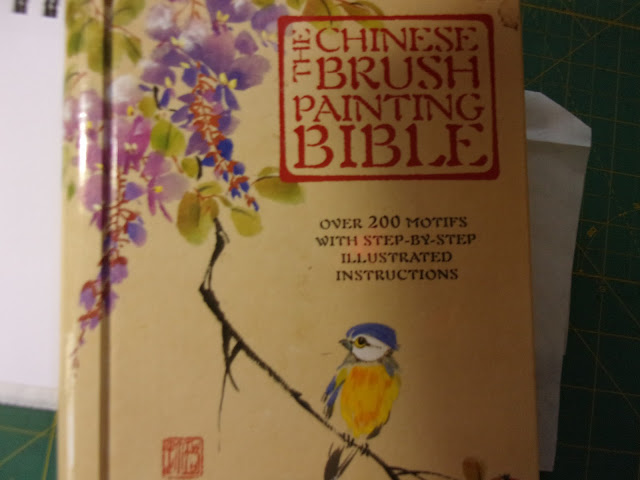 THE CHINESE
BRUSH
PAINTING
BIBLE
OVER 200 MOTIFS
WITH STEP-BY-STEP
ILLUSTRATED
INSTRUCTIONS